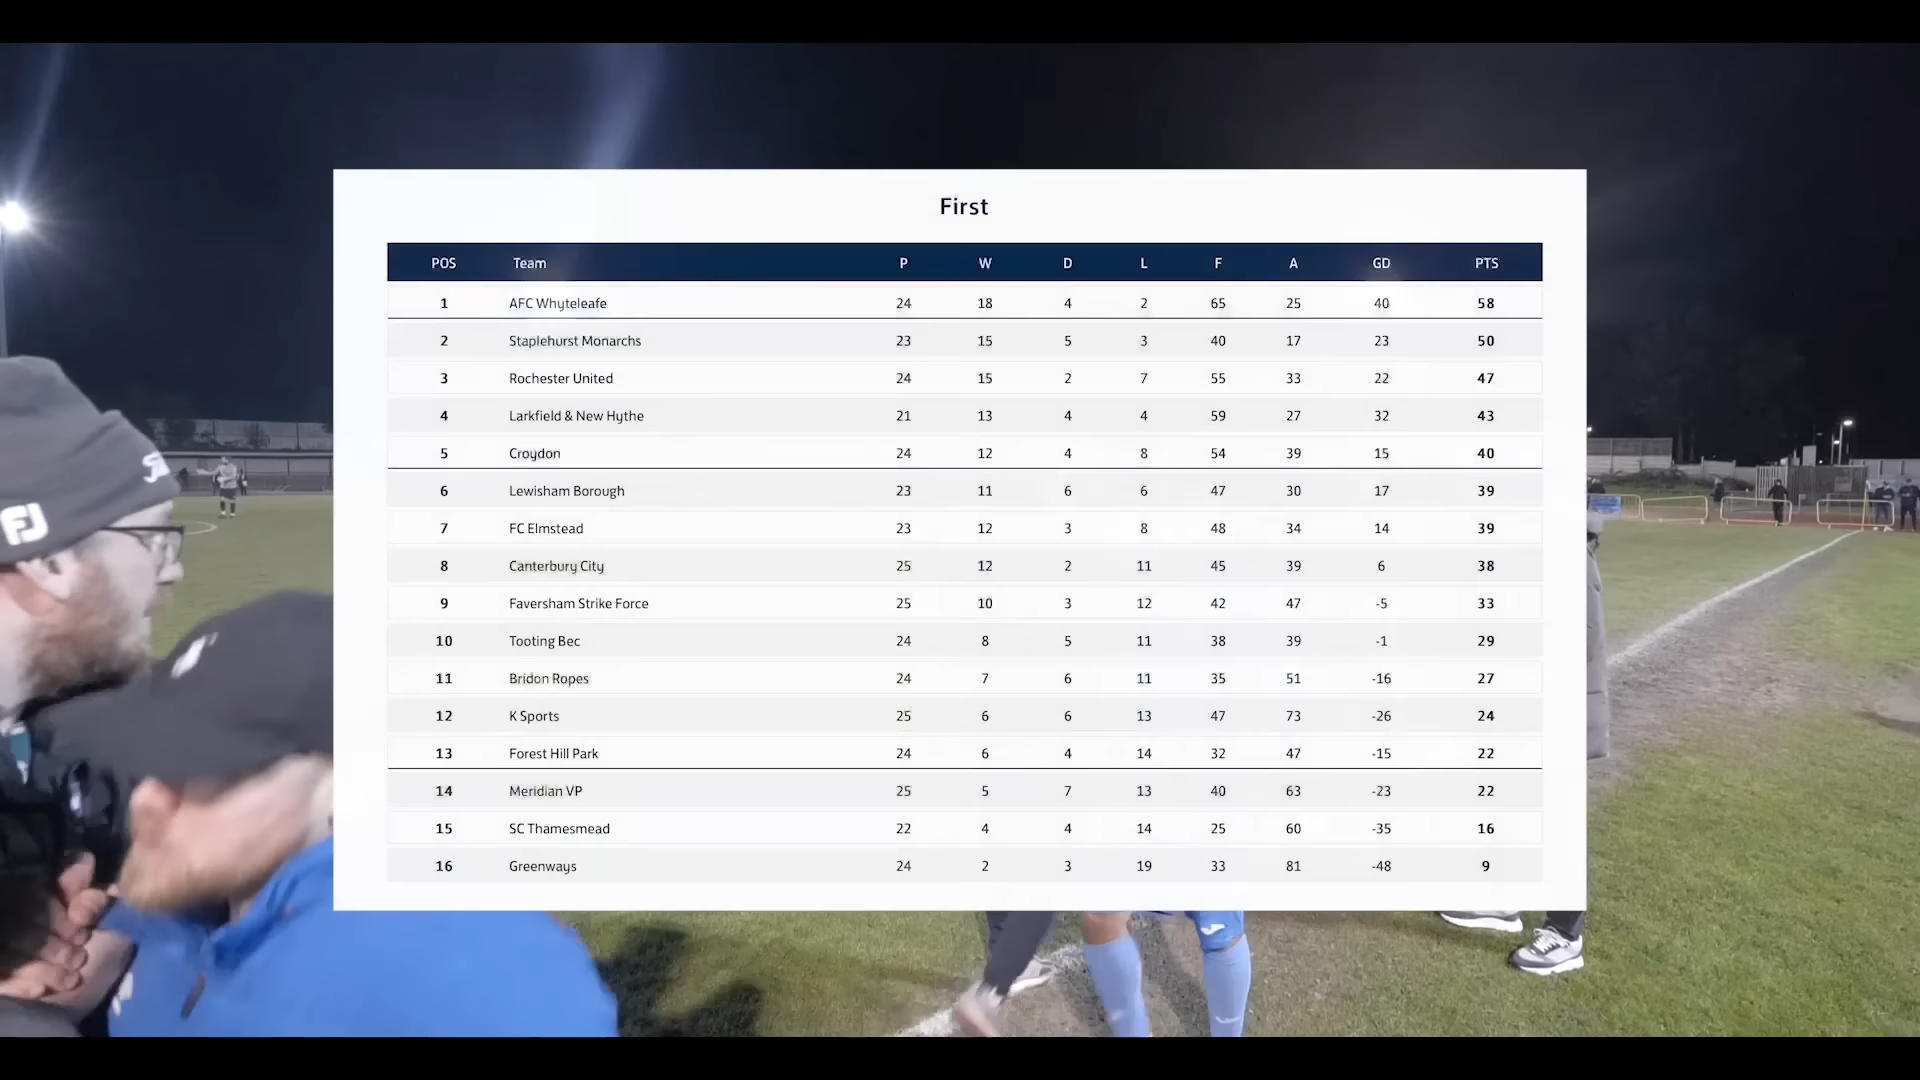 First
POS Team P W D L F A GD PTS
1 AFC Whyteleafe 24 18 4 2 65 25 40 58
2 Staplehurst Monarchs 23 15 5 3 40 17 23 50
3 Rochester United 24 15 2 7 55 33 22 47
4 Larkfield & New Hythe 21 13 4 4 59 27 32 43
5 Croydon 24 12 4 8 54 39 15 40
6 Lewisham Borough 23 11 6 6 47 30 17 39
7 FC Elmstead 23 12 3 8 48 34 14 39
8 Canterbury City 25 12 2 11 45 39 6 38
9 Faversham Strike Force 25 10 3 12 42 47 -5 33
10 Tooting Bec 24 8 5 11 38 39 -1 29
11 Bridon Ropes 24 7 6 11 35 51 -16 27
12 K Sports 25 6 6 13 47 73 -26 24
13 Forest Hill Park 24 6 4 14 32 47 -15 22
14 Meridian VP 25 5 7 13 40 63 -23 22
15 SC Thamesmead 22 4 4 14 25 60 -35 16
16 Greenways 24 2 3 19 33 81 -48 9
FJ